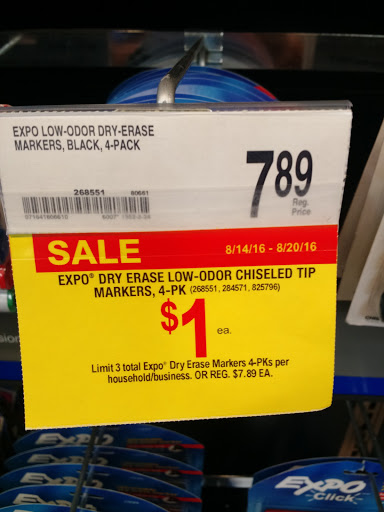 EXPO LOW-ODOR DRY-ERASE
MARKERS, BLACK, 4-PACK
268551
80661
789
Reg.
Price
SALE
8/14/16 - 8/20/16
EXPO® DRY ERASE LOW-ODOR CHISELED TIP
MARKERS, 4-PK (268551, 284571, 825796)
$1 ea.
Limit 3 total Expo® Dry Erase Markers 4-PKs per
household/business. OR REG. $7.89 EA.
EXPO
EXPO
Click